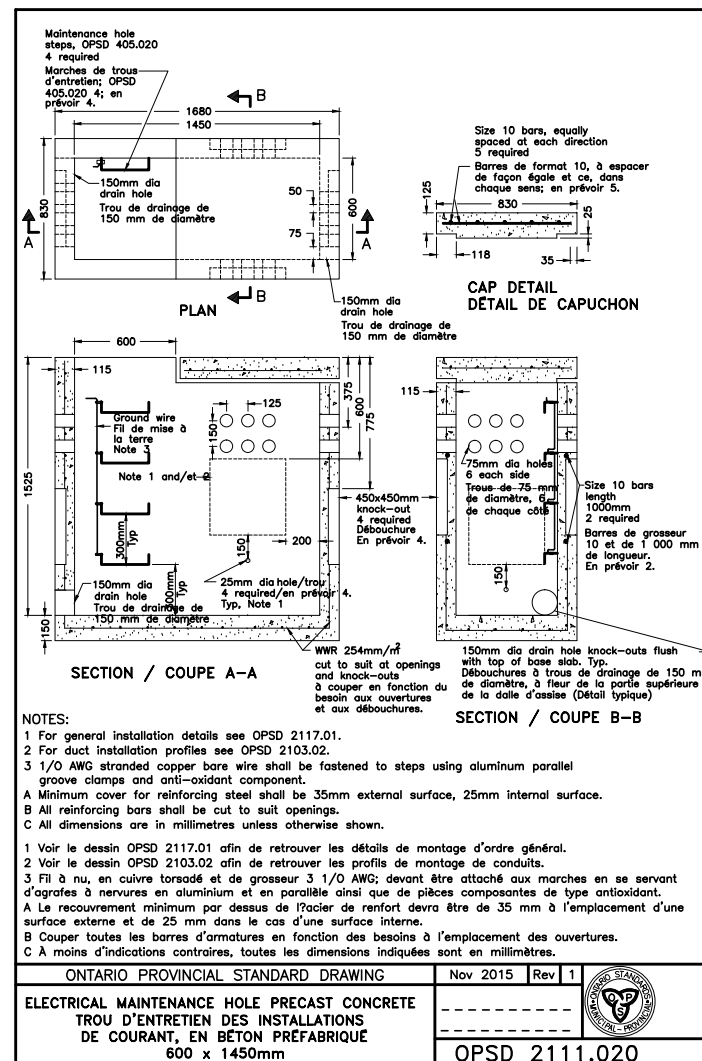 Maintenance hole
steps, OPSD 405.020
4 required
Marches de trous
d'entretien; OPSD
405.020 4; en
prévoir 4.
B
1680
1450
830
150mm dia
drain hole
Trou de drainage de
150 mm de diamètre
50
75
600
A
A
B
PLAN
150mm dia
drain hole
Trou de drainage de
150 mm de diamètre
Size 10 bars, equally
spaced at each direction
5 required
Barres de format 10, à espacer
de façon égale et ce, dans
chaque sens; en prévoir 5.
125
830
25
118
35
CAP DETAIL
DÉTAIL DE CAPUCHON
600
115
1525
150
Ground wire
Fil de mise à
la terre
Note 3
Note 1 and/et 2
300mm
Typ
150mm dia
drain hole
Trou de drainage de
150 mm de diamètre
Typ
125
150
150
200
25mm dia hole/trou
4 required/en prévoir 4.
Typ, Note 1
375
600
775
450x450mm
knock-out
4 required
Débouchure
En prévoir 4.
WWR 254mm/m²
cut to suit at openings
and knock-outs
à couper en fonction du
besoin aux ouvertures
et aux débouchures.
SECTION / COUPE A-A
115
75mm dia holes
6 each side
Trous de 75 mm
de diamètre, 6
de chaque côté
150
Size 10 bars
length
1000mm
2 required
Barres de grosseur
10 et de 1 000 mm
de longueur.
En prévoir 2.
150mm dia drain hole knock-outs flush
with top of base slab. Typ.
Débouchures à trous de drainage de 150 m
de diamètre, à fleur de la partie supérieure
de la dalle d'assise (Détail typique)
SECTION / COUPE B-B
NOTES:
1 For general installation details see OPSD 2117.01.
2 For duct installation profiles see OPSD 2103.02.
3 1/0 AWG stranded copper bare wire shall be fastened to steps using aluminum parallel
groove clamps and anti-oxidant component.
A Minimum cover for reinforcing steel shall be 35mm external surface, 25mm internal surface.
B All reinforcing bars shall be cut to suit openings.
C All dimensions are in millimetres unless otherwise shown.
1 Voir le dessin OPSD 2117.01 afin de retrouver les détails de montage d'ordre général.
2 Voir le dessin OPSD 2103.02 afin de retrouver les profils de montage de conduits.
3 Fil à nu, en cuivre torsadé et de grosseur 3 1/0 AWG; devant être attaché aux marches en se servant
d'agrafes à nervures en aluminium et en parallèle ainsi que de pièces composantes de type antioxidant.
A Le recouvrement minimum par dessus de l?acier de renfort devra être de 35 mm à l'emplacement d'une
surface externe et de 25 mm dans le cas d'une surface interne.
B Couper toutes les barres d'armatures en fonction des besoins à l'emplacement des ouvertures.
C À moins d'indications contraires, toutes les dimensions indiquées sont en millimètres.
ONTARIO PROVINCIAL STANDARD DRAWING
Nov 2015
Rev
1
ELECTRICAL MAINTENANCE HOLE PRECAST CONCRETE
TROU D'ENTRETIEN DES INSTALLATIONS
DE COURANT, EN BÉTON PRÉFABRIQUÉ
600 x 1450mm
ONTARIO STANDARDS
OPS
MUNICIPAL - PROVINCIAL
OPSD 2111.020